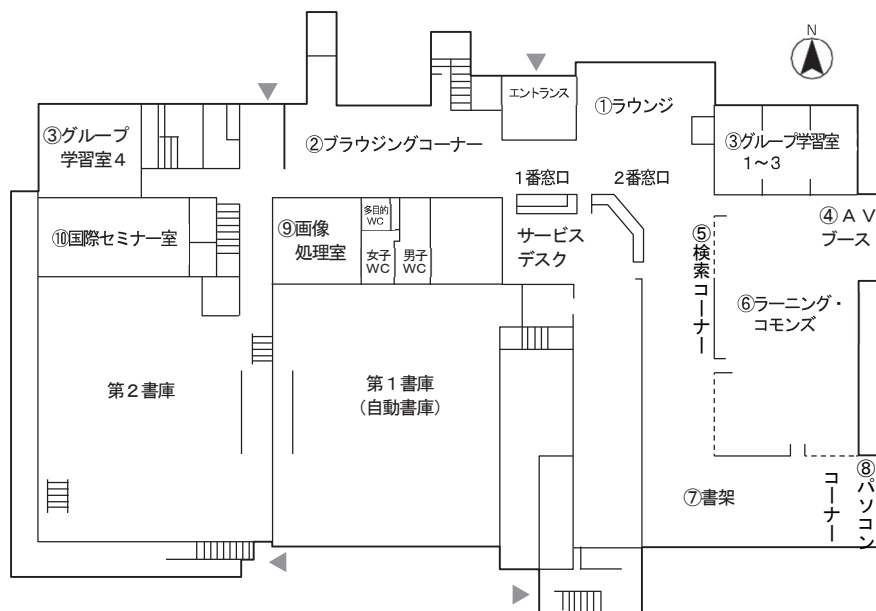 N
エントランス
①ラウンジ
③グループ
学習室4
②ブラウジングコーナー
③グループ学習室
1～3
1番窓口
2番窓口
⑩国際セミナー室
⑨画像
処理室
多目的
WC
女子
WC
男子
WC
サービス
デスク
④AV
ブース
⑤検索コーナー
⑥ラーニング・
コモンズ
第2書庫
第1書庫
(自動書庫)
⑦書架
⑧パソコン
コーナー